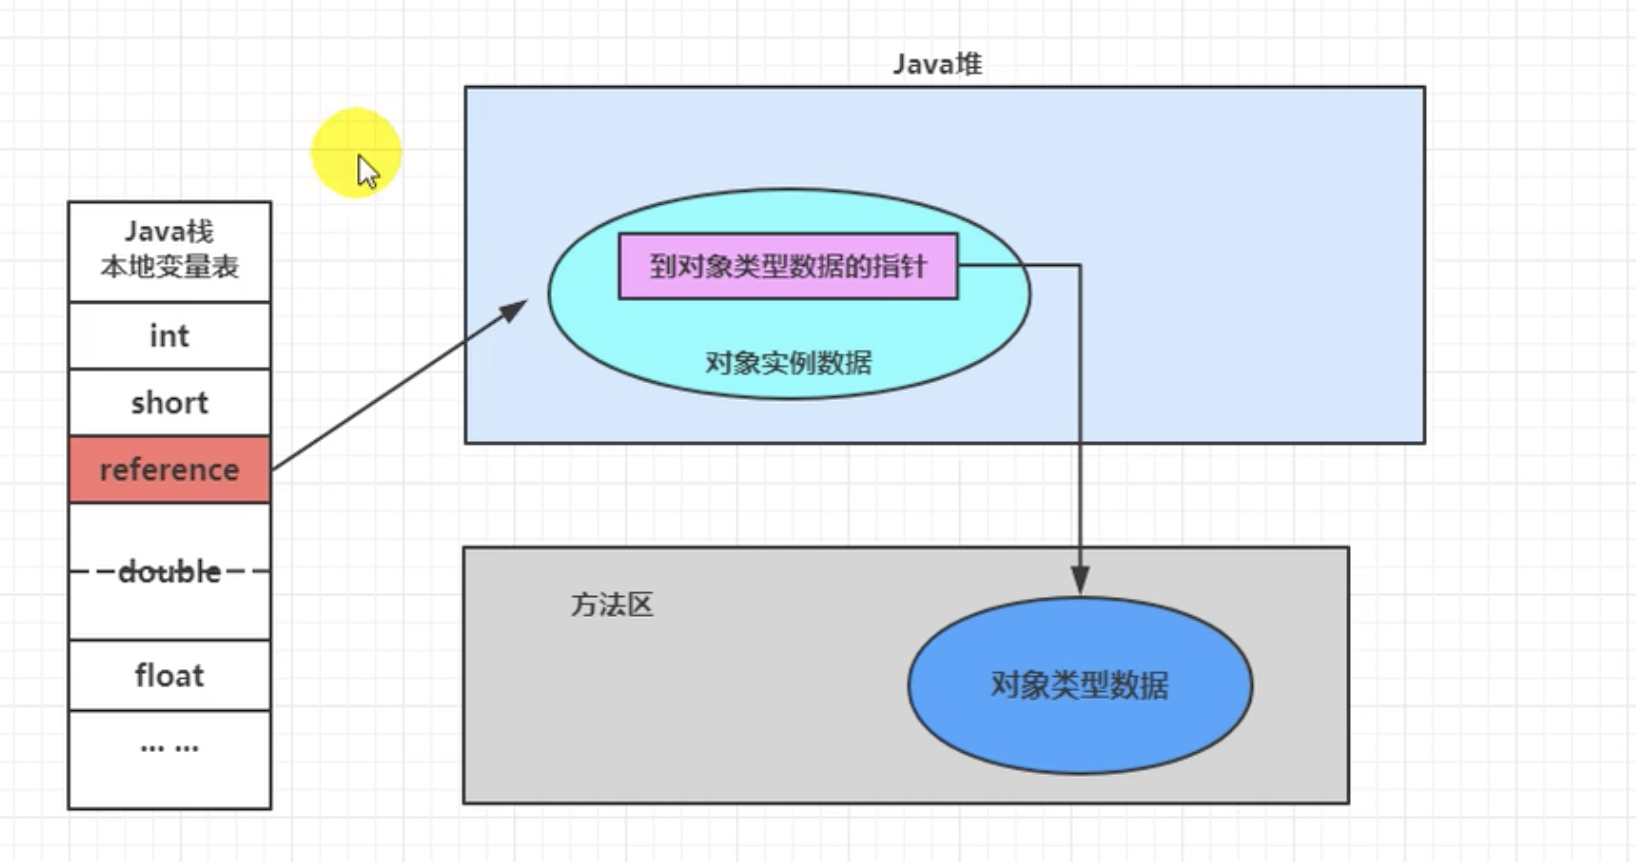 Java堆
Java栈
本地变量表
int
short
reference
double
float
... ...
到对象类型数据的指针
对象实例数据
方法区
对象类型数据